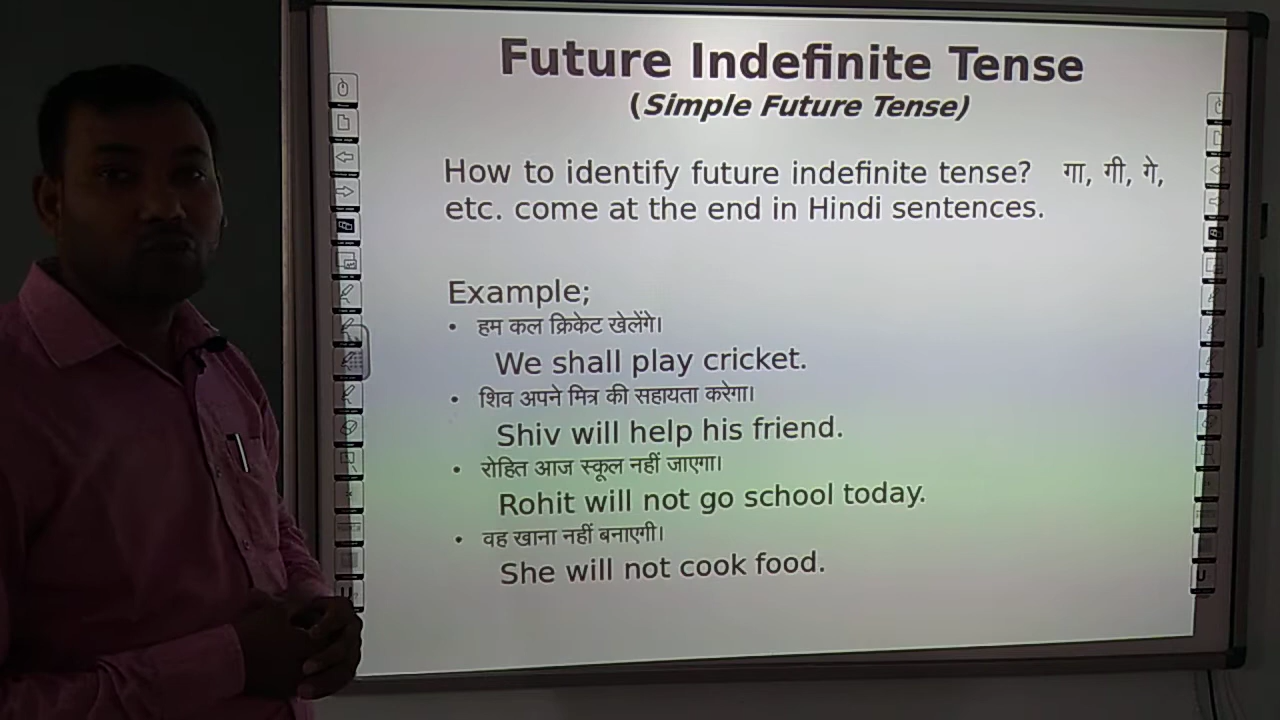 Future Indefinite Tense
(Simple Future Tense)
How to identify future indefinite tense? गा, गी, गे,
etc. come at the end in Hindi sentences.
Example;
• हम कल क्रिकेट खेलेंगे।
We shall play cricket.
• शिव अपने मित्र की सहायता करेगा।
Shiv will help his friend.
• रोहित आज स्कूल नहीं जाएगा।
Rohit will not go school today.
• वह खाना नहीं बनाएगी।
She will not cook food.